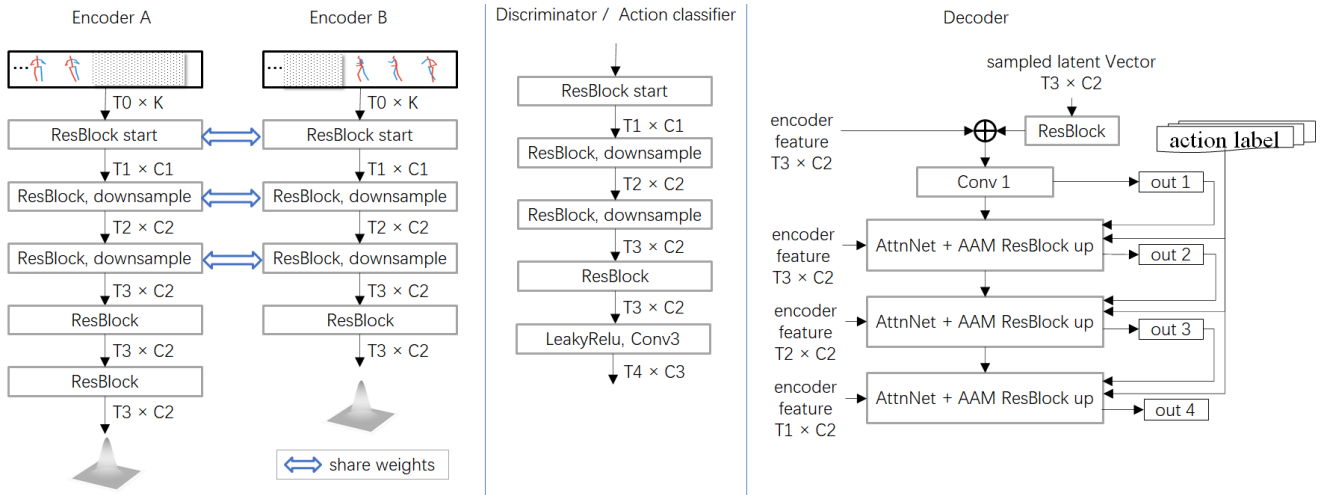 Encoder A
...
T0 × K
ResBlock start
T1 × C1
ResBlock, downsample
T2 × C2
ResBlock, downsample
T3 × C2
ResBlock
T3 × C2
ResBlock
T3 × C2
Encoder B
...
T0 × K
ResBlock start
T1 × C1
ResBlock, downsample
T2 × C2
ResBlock, downsample
T3 × C2
ResBlock
T3 × C2
share weights
Discriminator / Action classifier
ResBlock start
T1 × C1
ResBlock, downsample
T2 × C2
ResBlock, downsample
T3 × C2
ResBlock
T3 × C2
LeakyRelu, Conv3
T4 × C3
Decoder
sampled latent Vector
T3 × C2
encoder
feature
T3 × C2
ResBlock
action label
Conv 1
out 1
encoder
feature
T3 × C2
AttnNet + AAM ResBlock up
out 2
encoder
feature
T2 × C2
AttnNet + AAM ResBlock up
out 3
encoder
feature
T1 × C2
AttnNet + AAM ResBlock up
out 4